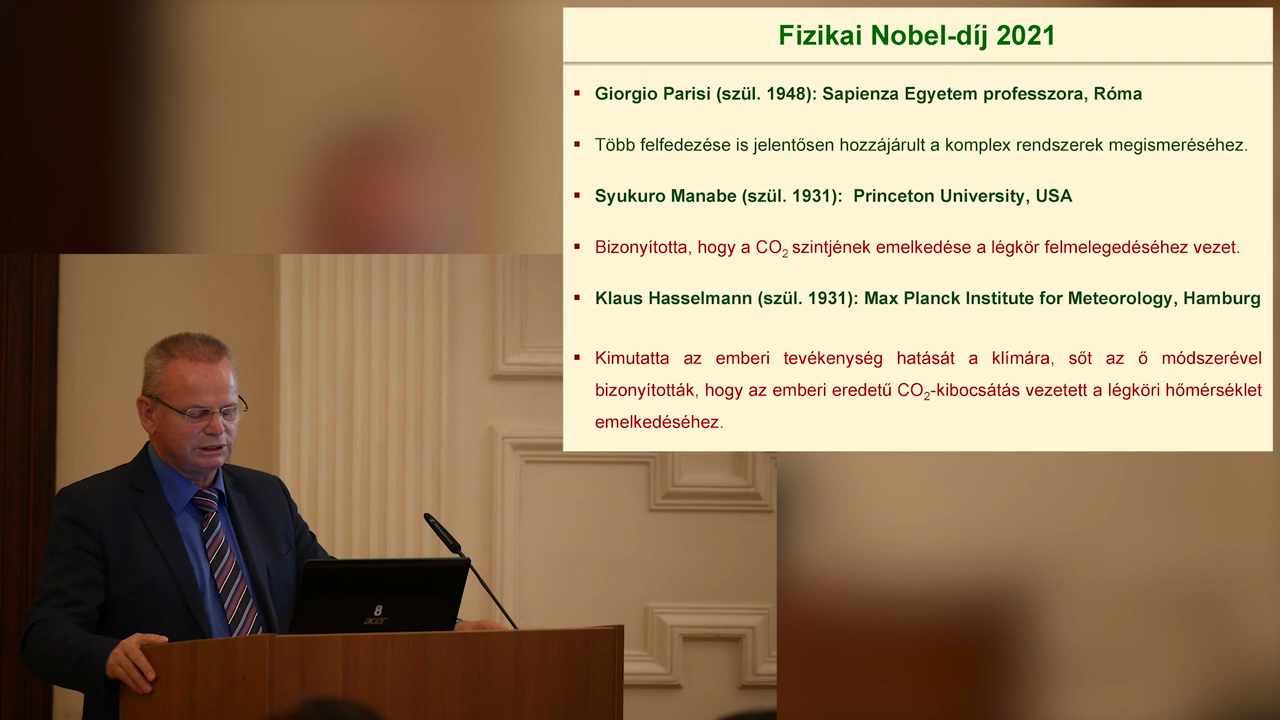 Fizikai Nobel-díj 2021
Giorgio Parisi (szül. 1948): Sapienza Egyetem professzora, Róma
Több felfedezése is jelentősen hozzájárult a komplex rendszerek megismeréséhez.
Syukuro Manabe (szül. 1931): Princeton University, USA
Bizonyította, hogy a CO2 szintjének emelkedése a légkör felmelegedéséhez vezet.
Klaus Hasselmann (szül. 1931): Max Planck Institute for Meteorology, Hamburg
Kimutatta az emberi tevékenység hatását a klímára, sőt az ő módszerével
bizonyították, hogy az emberi eredetű CO2-kibocsátás vezetett a légköri hőmérséklet
emelkedéséhez.
8
acer